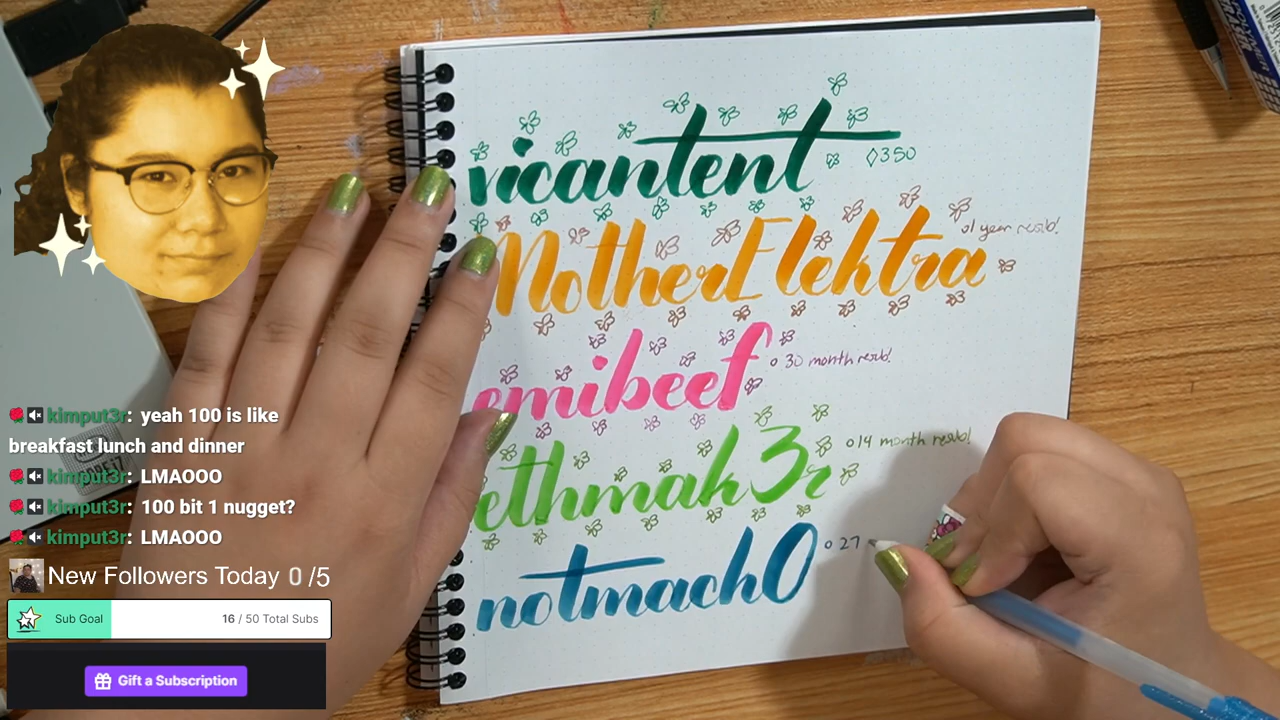 vicantent
◊350
MotherElektra
01 year resub!
emibeef
o 30 month resub!
ethmak3r
o 14 month resub!
notmach0
o 27
kimput3r: yeah 100 is like
breakfast lunch and dinner
kimput3r: LMAOOO
kimput3r: 100 bit 1 nugget?
kimput3r: LMAOOO
New Followers Today 0 /5
Sub Goal 16 / 50 Total Subs
Gift a Subscription